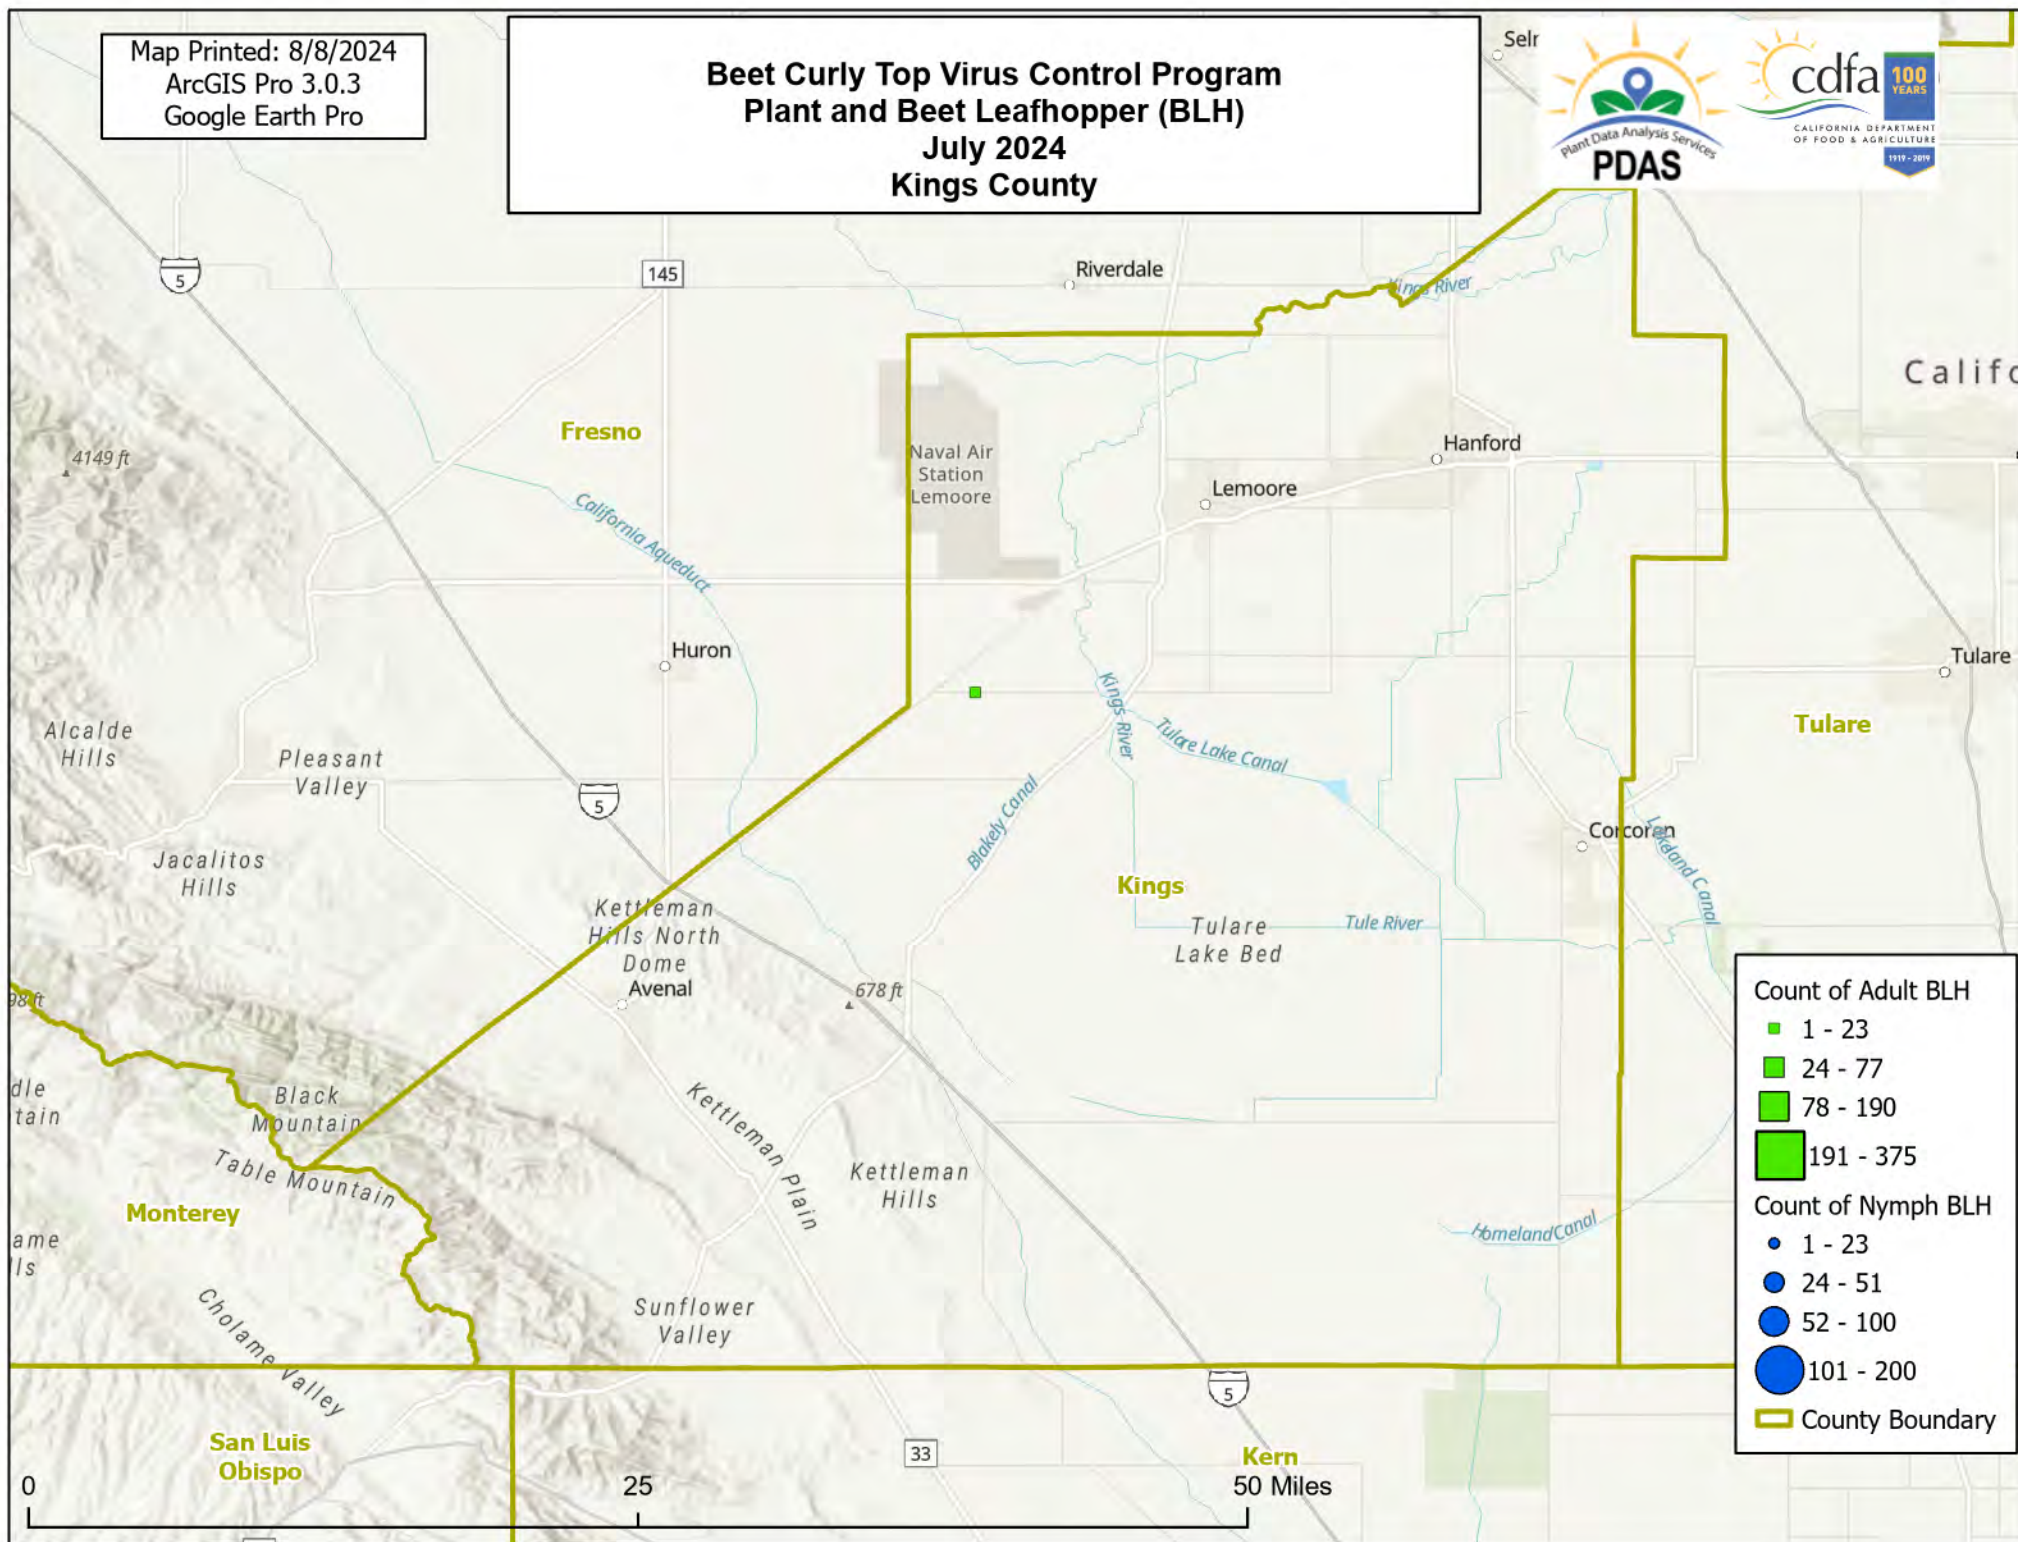 Map Printed: 8/8/2024
ArcGIS Pro 3.0.3
Google Earth Pro
Beet Curly Top Virus Control Program
Plant and Beet Leafhopper (BLH)
July 2024
Kings County
Plant Data Analysis Services
PDAS
cdfa
100
YEARS
CALIFORNIA DEPARTMENT
OF FOOD & AGRICULTURE
1919 - 2019
Selr
5
145
Riverdale
Kings River
Califo
Fresno
4149 ft
Naval Air
Station
Lemoore
Hanford
Lemoore
California Aqueduct
Huron
Tulare
Kings River
Tulare Lake Canal
Tulare
Alcalde
Hills
Pleasant
Valley
5
Blakely Canal
Corcoran
Lakeland Canal
Jacalitos
Hills
Kings
Kettleman
Hills North
Dome
Avenal
Tulare
Lake Bed
Tule River
678 ft
98 ft
dle
tain
Black
Mountain
Table Mountain
Kettleman Plain
Kettleman
Hills
Monterey
ame
lls
Homeland Canal
Cholame Valley
Sunflower
Valley
5
San Luis
Obispo
33
Kern
0
25
50 Miles
Count of Adult BLH
1 - 23
24 - 77
78 - 190
191 - 375
Count of Nymph BLH
1 - 23
24 - 51
52 - 100
101 - 200
County Boundary